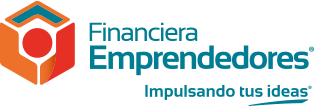 Financiera
Emprendedores®
Impulsando tus ideas®